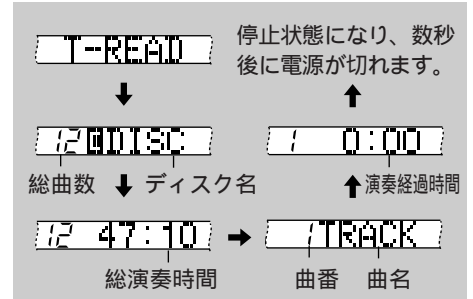 T-READ
停止状態になり、数秒
後に電源が切れます。
12 DISC
1 0:00
総曲数 ディスク名
演奏経過時間
12 47:10
1 TRACK
総演奏時間
曲番 曲名